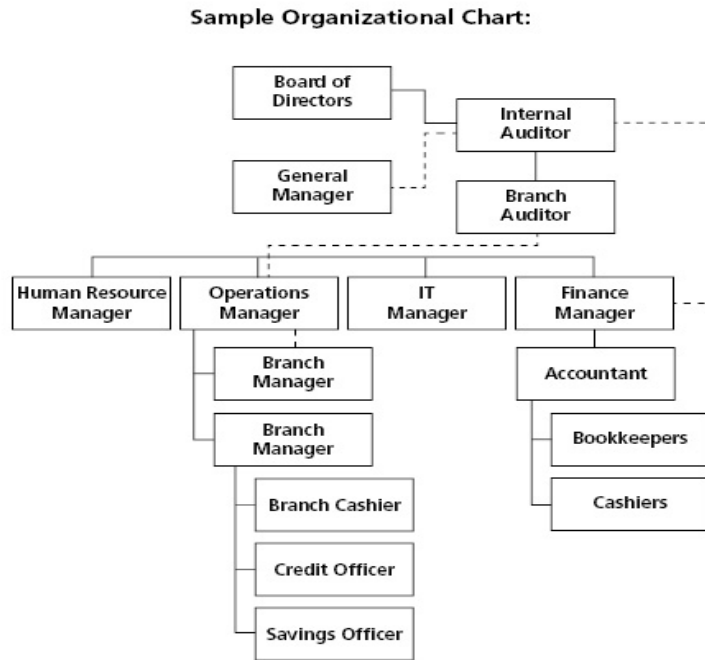 Sample Organizational Chart:
Board of
Directors
Internal
Auditor
General
Manager
Branch
Auditor
Human Resource
Manager
Operations
Manager
IT
Manager
Finance
Manager
Branch
Manager
Accountant
Branch
Manager
Bookkeepers
Branch Cashier
Cashiers
Credit Officer
Savings Officer